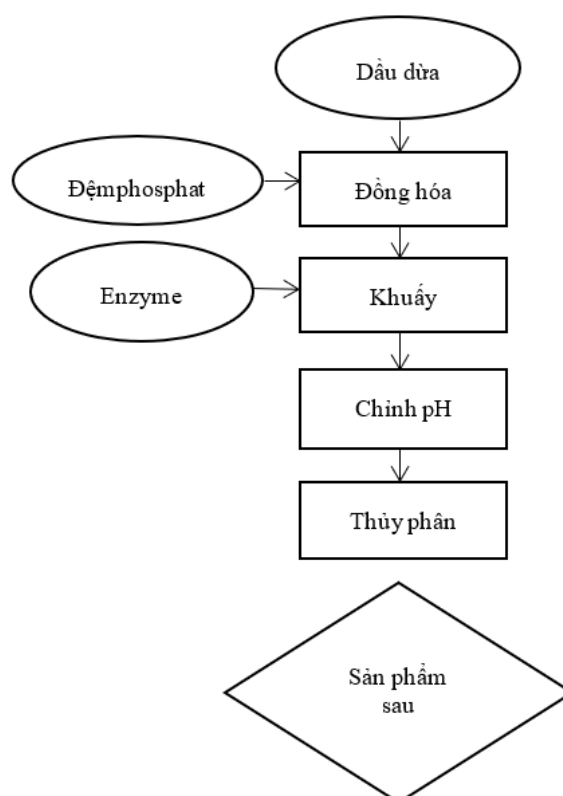 Dầu dừa
Đệmphosphat
Đồng hóa
Enzyme
Khuấy
Chỉnh pH
Thủy phân
Sản phẩm
sau